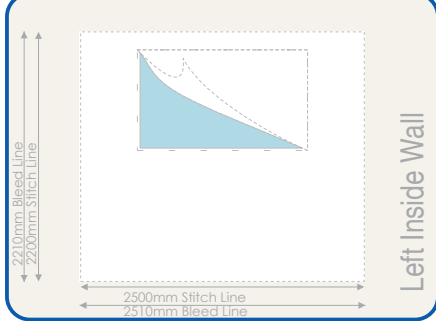 2210mm Bleed Line
2200mm Stitch Line
Left Inside Wall
2500mm Stitch Line
2510mm Bleed Line